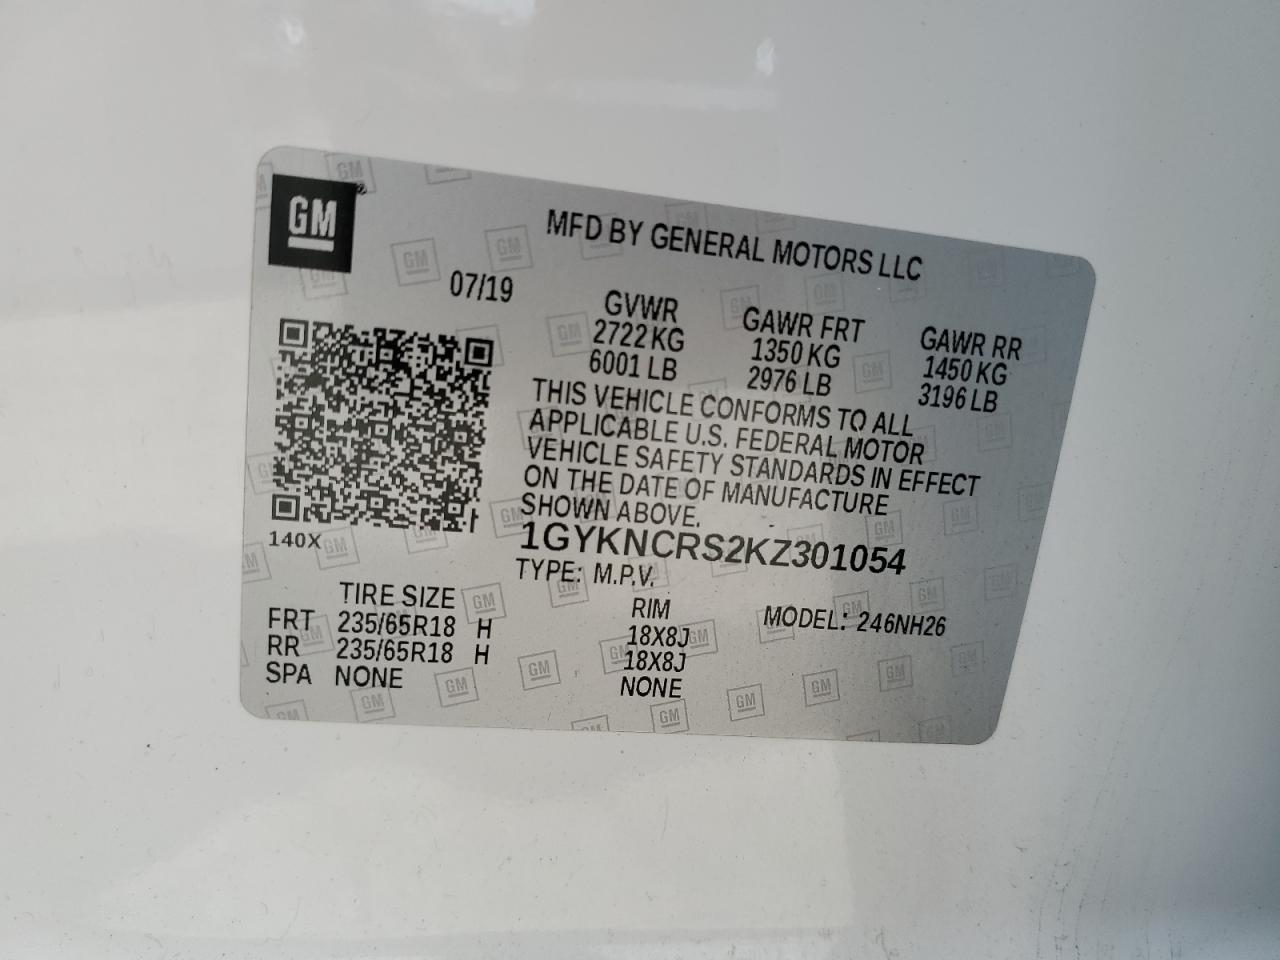 GM
MFD BY GENERAL MOTORS LLC
07/19
GVWR GAWR FRT GAWR RR
2722 KG 1350 KG 1450 KG
6001 LB 2976 LB 3196 LB
THIS VEHICLE CONFORMS TO ALL
APPLICABLE U.S. FEDERAL MOTOR
VEHICLE SAFETY STANDARDS IN EFFECT
ON THE DATE OF MANUFACTURE
SHOWN ABOVE.
140X
1GYKNCRS2KZ301054
TYPE: M.P.V.
TIRE SIZE RIM MODEL: 246NH26
FRT 235/65R18 H 18X8J
RR 235/65R18 H 18X8J
SPA NONE NONE